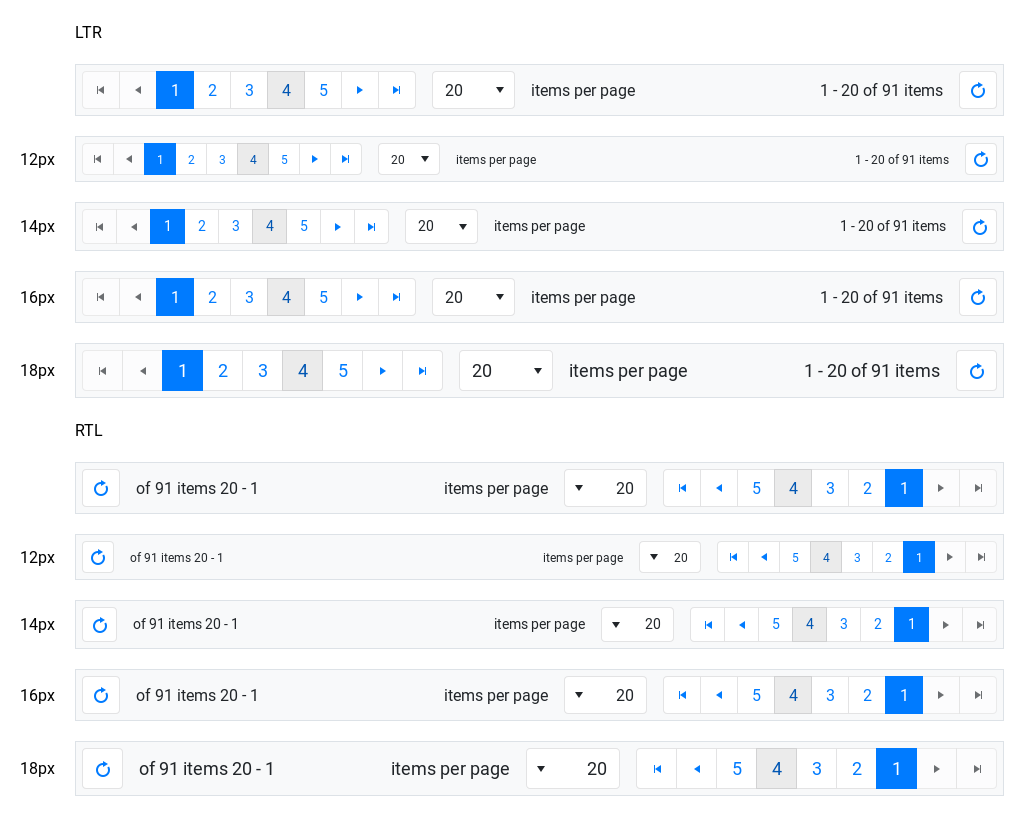 LTR
1 2 3 4 5 20 items per page 1 - 20 of 91 items
12px 1 2 3 4 5 20 items per page 1 - 20 of 91 items
14px 1 2 3 4 5 20 items per page 1 - 20 of 91 items
16px 1 2 3 4 5 20 items per page 1 - 20 of 91 items
18px 1 2 3 4 5 20 items per page 1 - 20 of 91 items
RTL
of 91 items 20 - 1 items per page 20 5 4 3 2 1
12px of 91 items 20 - 1 items per page 20 5 4 3 2 1
14px of 91 items 20 - 1 items per page 20 5 4 3 2 1
16px of 91 items 20 - 1 items per page 20 5 4 3 2 1
18px of 91 items 20 - 1 items per page 20 5 4 3 2 1